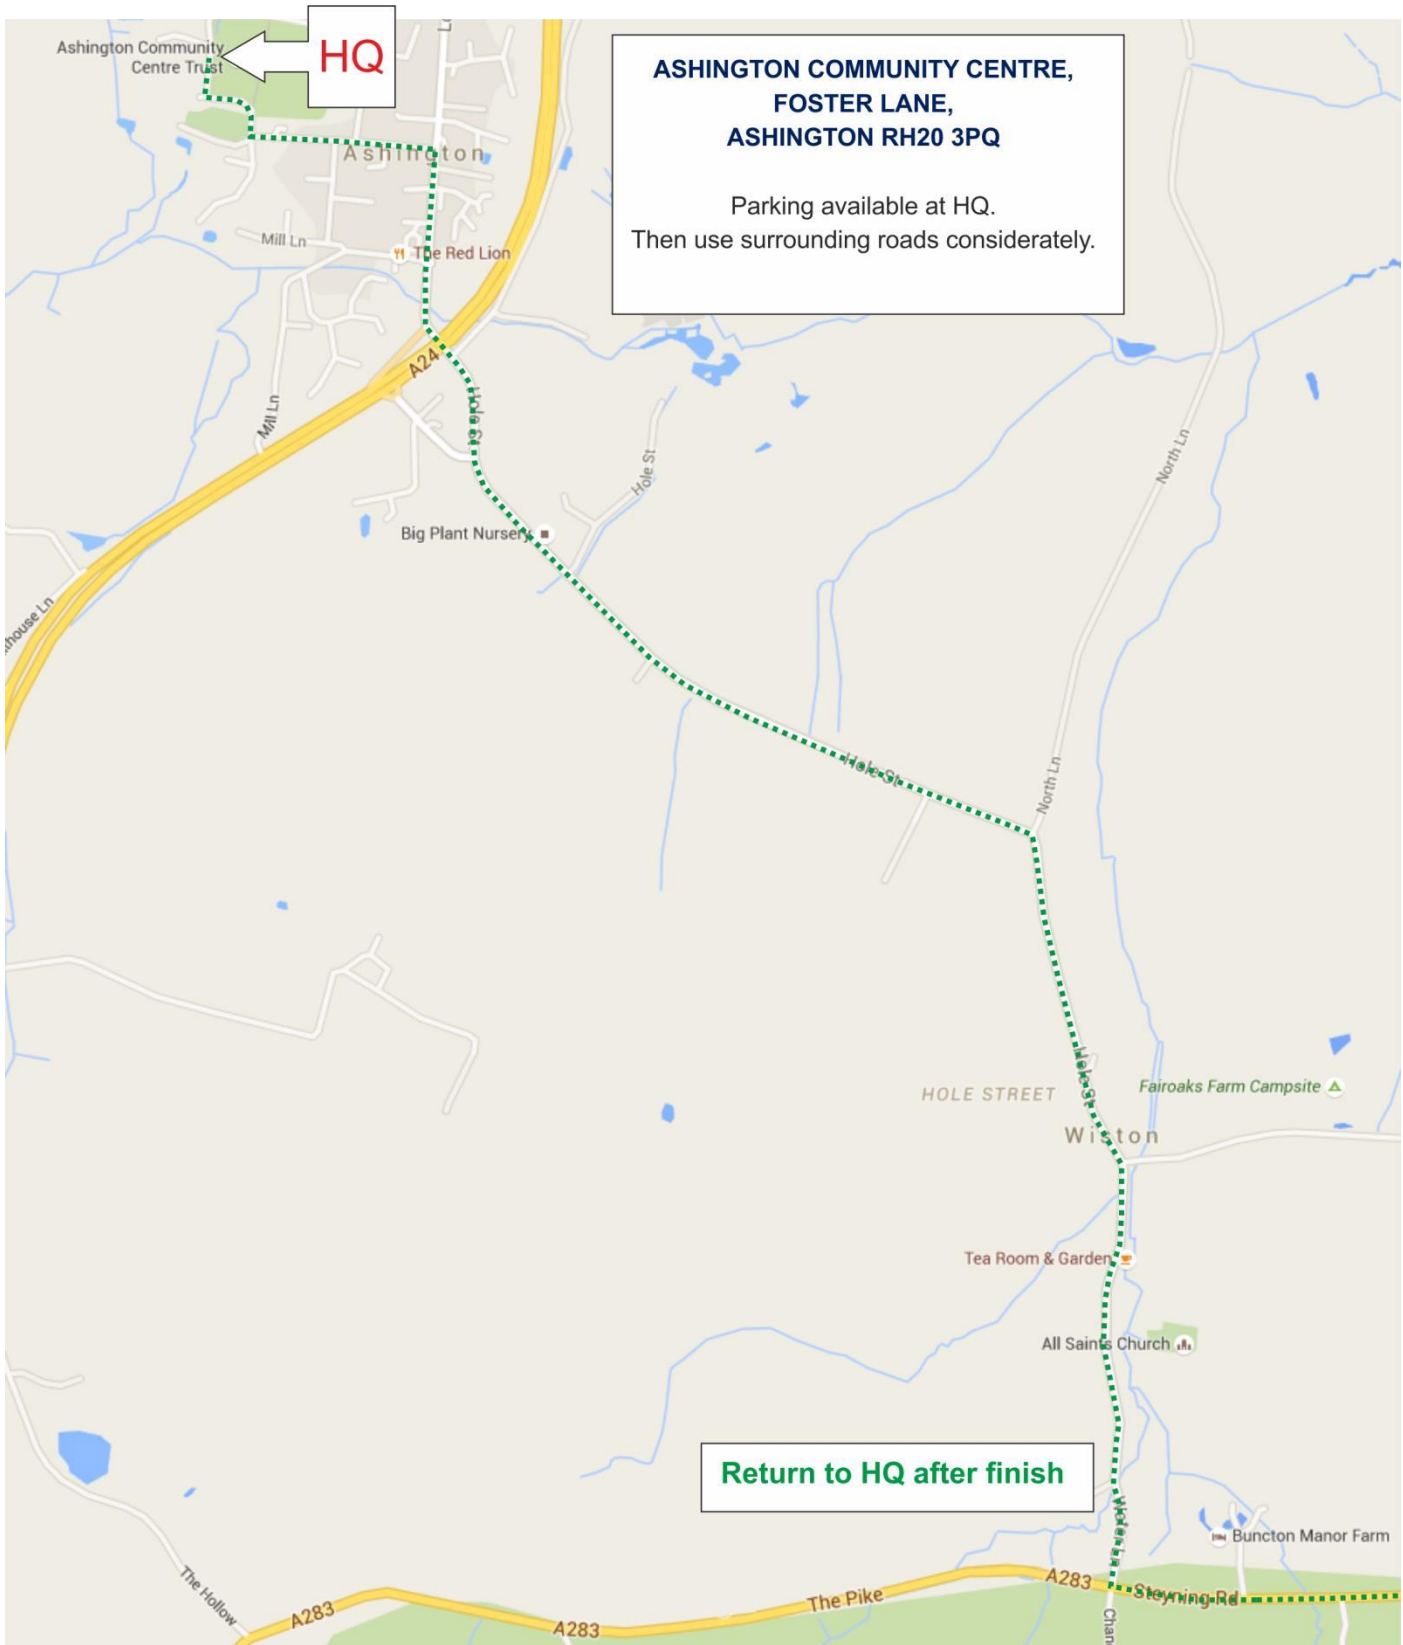 Ashington Community
Centre Trust
HQ
ASHINGTON COMMUNITY CENTRE,
FOSTER LANE,
ASHINGTON RH20 3PQ
Parking available at HQ.
Then use surrounding roads considerately.
Ashington
Mill Ln
The Red Lion
A24
Hole St
Mill Ln
North Ln
Hole St
Big Plant Nursery
Hole St
North Ln
Hole St
HOLE STREET
Fairoaks Farm Campsite
Wiston
Tea Room & Garden
All Saints Church
Return to HQ after finish
Water Ln
Buncton Manor Farm
The Hollow
A283
A283
The Pike
A283
Steyning Rd